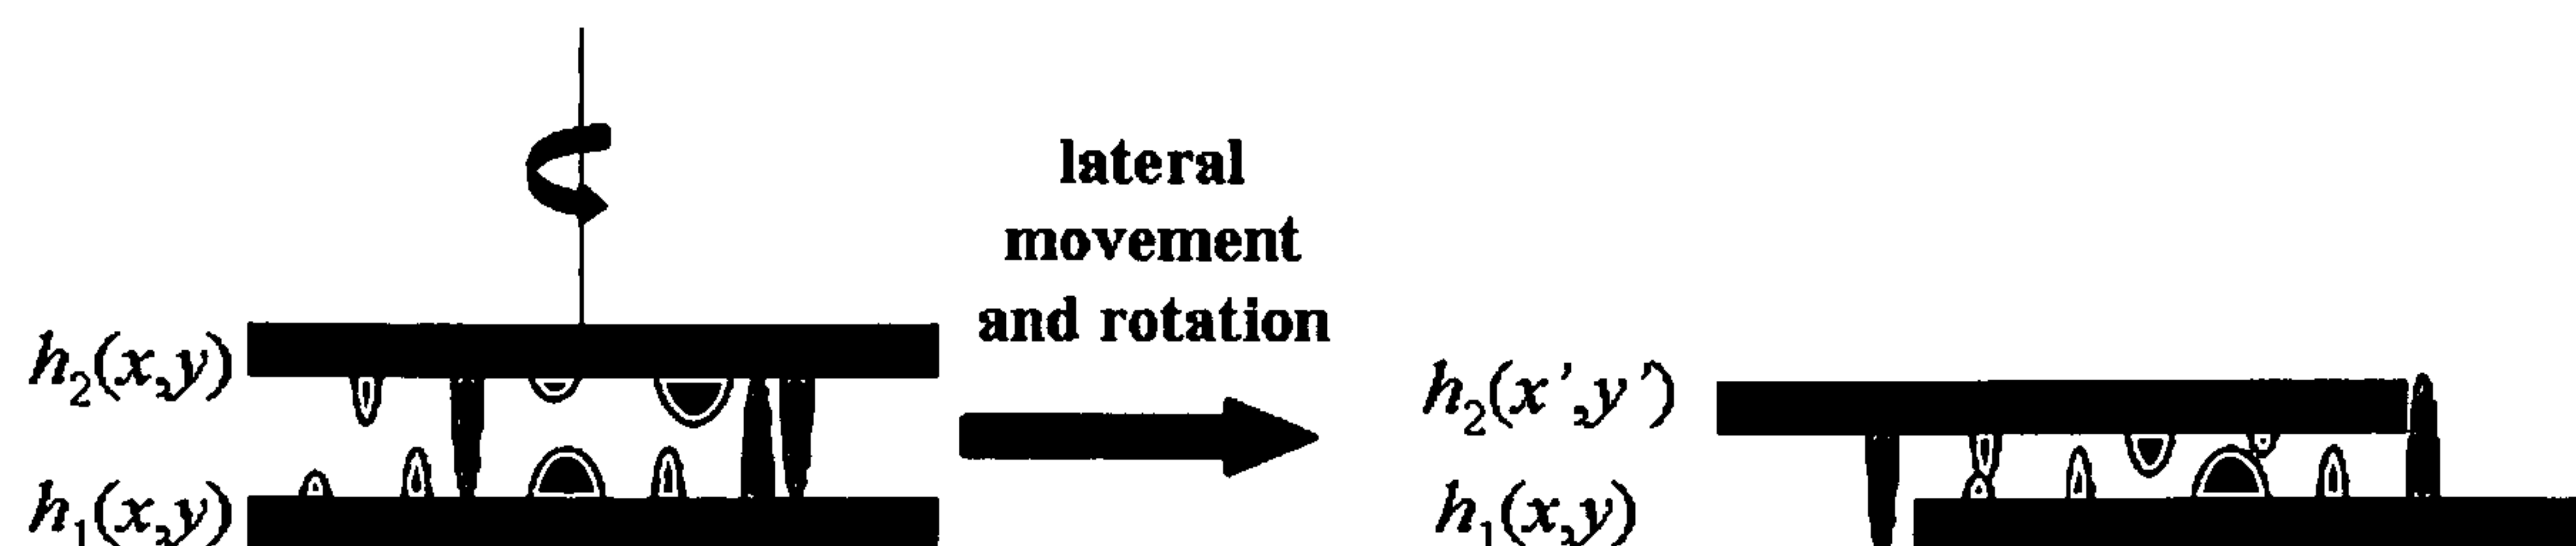 lateral
movement
and rotation
h₂(x,y)
h₂(x’,y’)
h₁(x,y)
h₁(x,y)